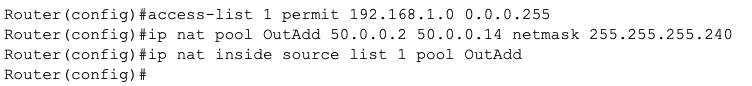 Router(config)#access-list 1 permit 192.168.1.0 0.0.0.255
Router(config)#ip nat pool OutAdd 50.0.0.2 50.0.0.14 netmask 255.255.255.240
Router(config)#ip nat inside source list 1 pool OutAdd
Router(config)#